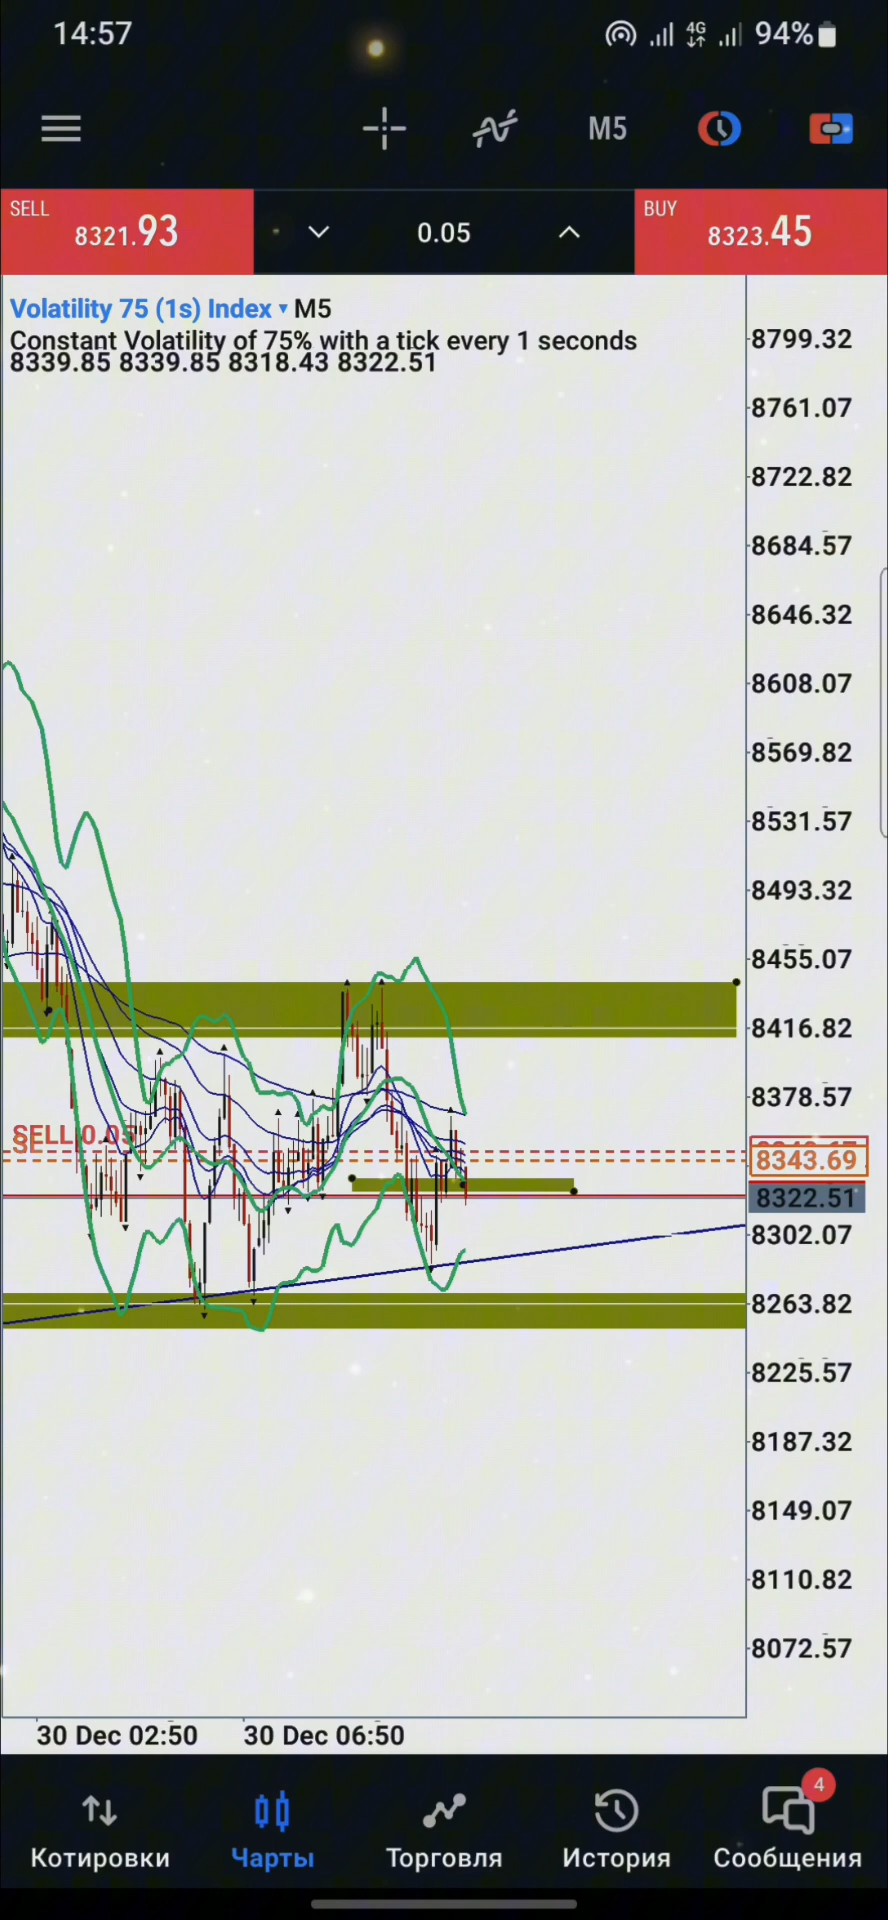 14:57
4G
94%
M5
SELL
8321.93
0.05
BUY
8323.45
Volatility 75 (1s) Index ▾ M5
Constant Volatility of 75% with a tick every 1 seconds
8339.85 8339.85 8318.43 8322.51
8799.32
8761.07
8722.82
8684.57
8646.32
8608.07
8569.82
8531.57
8493.32
8455.07
8416.82
8378.57
SELL 0.05
8343.69
8322.51
8302.07
8263.82
8225.57
8187.32
8149.07
8110.82
8072.57
30 Dec 02:50
30 Dec 06:50
4
Котировки
Чарты
Торговля
История
Сообщения